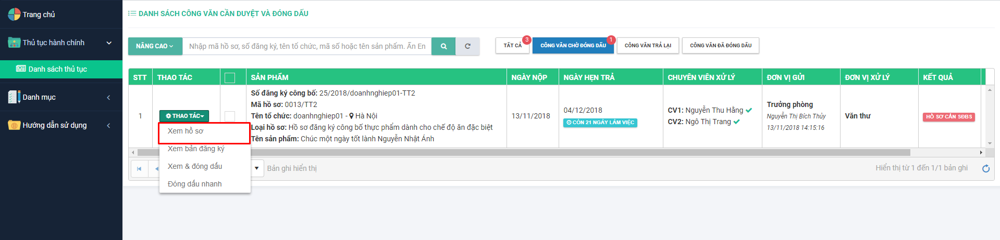 Trang chủ
Thủ tục hành chính
Danh sách thủ tục
Danh mục
Hướng dẫn sử dụng
DANH SÁCH CÔNG VĂN CẦN DUYỆT VÀ ĐÓNG DẤU
NÂNG CAO
Nhập mã hồ sơ, số đăng ký, tên tổ chức, mã số hoặc tên sản phẩm. Ấn En
TẤT CẢ 3
CÔNG VĂN CHỜ ĐÓNG DẤU 1
CÔNG VĂN TRẢ LẠI
CÔNG VĂN ĐÃ ĐÓNG DẤU
STT THAO TÁC SẢN PHẨM NGÀY NỘP NGÀY HẸN TRẢ CHUYÊN VIÊN XỬ LÝ ĐƠN VỊ GỬI ĐƠN VỊ XỬ LÝ KẾT QUẢ
1
THAO TÁC
Số đăng ký công bố: 25/2018/doanhnghiep01-TT2
Mã hồ sơ: 0013/TT2
Tên tổ chức: doanhnghiep01 - Hà Nội
Loại hồ sơ: Hồ sơ đăng ký công bố thực phẩm dành cho chế độ ăn đặc biệt
Tên sản phẩm: Chúc một ngày tốt lành Nguyễn Nhật Ánh
13/11/2018
04/12/2018
CÒN 21 NGÀY LÀM VIỆC
CV1: Nguyễn Thu Hằng
CV2: Ngô Thị Trang
Trưởng phòng
Nguyễn Thị Bích Thủy
13/11/2018 14:15:16
Văn thư
HỒ SƠ CẦN SĐBS
Xem hồ sơ
Xem bản đăng ký
Xem & đóng dấu
Đóng dấu nhanh
Bản ghi hiển thị
Hiển thị từ 1 đến 1/1 bản ghi